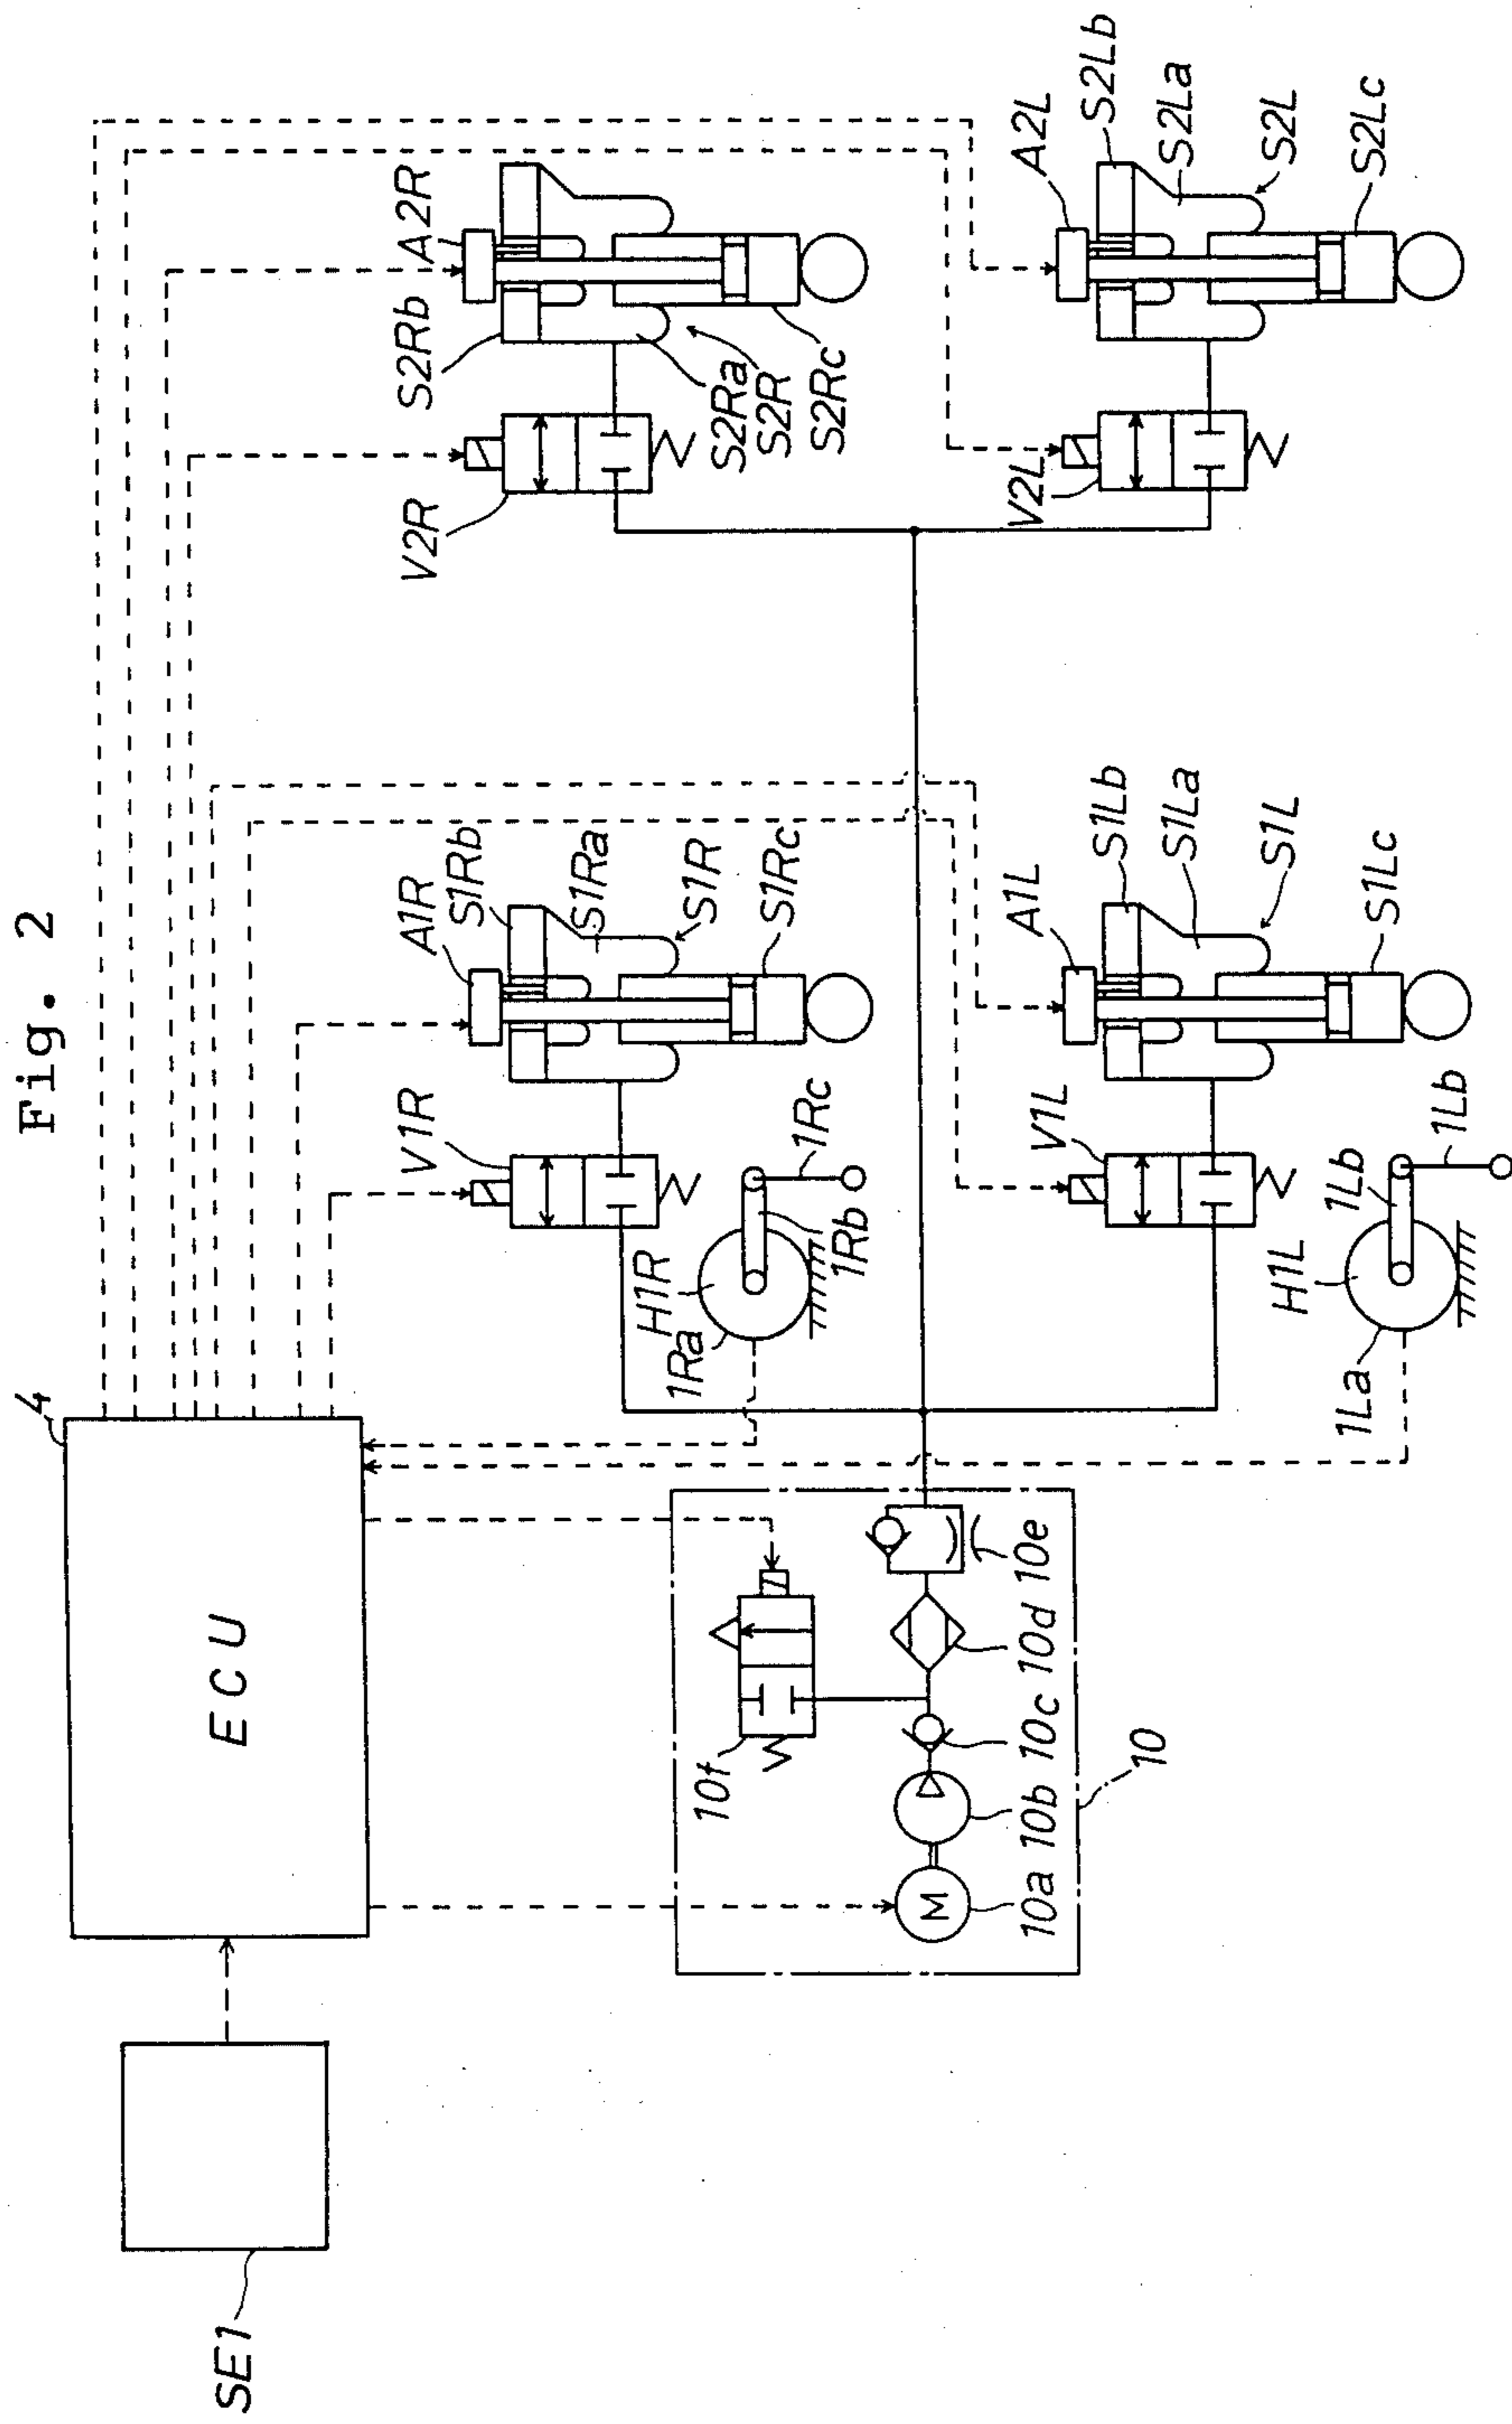 Fig. 2
SE1
ECU
4
10
10a
10b
10c
10d
10e
10f
M
H1R
1Ra
1Rb
1Rc
V1R
A1R
S1Rb
S1Ra
S1R
S1Rc
V2R
S2Rb
A2R
S2Ra
S2R
S2Rc
H1L
1La
1Lb
1Lb
V1L
A1L
S1Lb
S1La
S1L
S1Lc
V2L
A2L
S2Lb
S2La
S2L
S2Lc